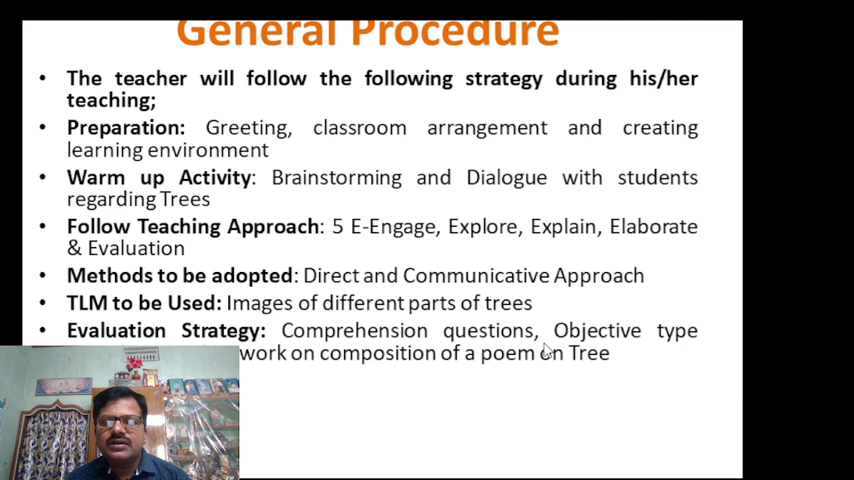 General Procedure
• The teacher will follow the following strategy during his/her
teaching;
• Preparation: Greeting, classroom arrangement and creating
learning environment
• Warm up Activity: Brainstorming and Dialogue with students
regarding Trees
• Follow Teaching Approach: 5 E-Engage, Explore, Explain, Elaborate
& Evaluation
• Methods to be adopted: Direct and Communicative Approach
• TLM to be Used: Images of different parts of trees
• Evaluation Strategy: Comprehension questions, Objective type
work on composition of a poem on Tree